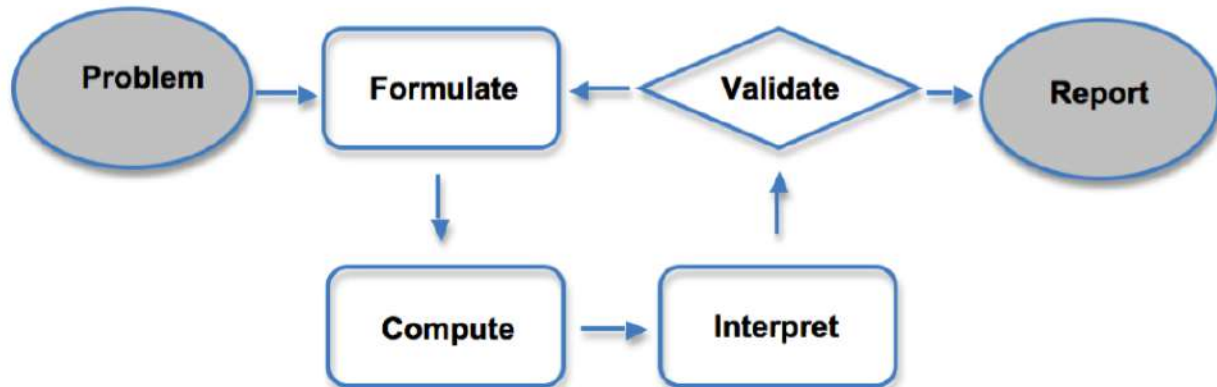 Problem
Formulate
Validate
Report
Compute
Interpret